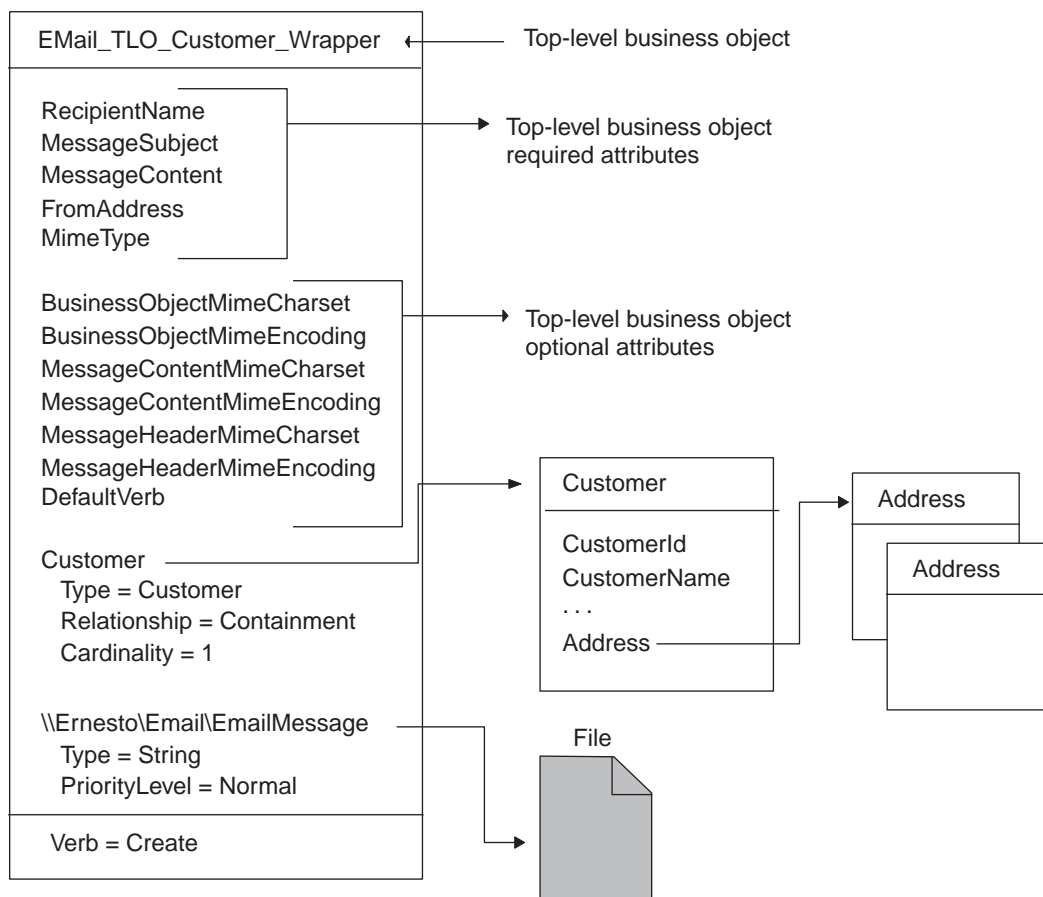 EMail_TLO_Customer_Wrapper
Top-level business object
RecipientName
MessageSubject
MessageContent
FromAddress
MimeType
Top-level business object
required attributes
BusinessObjectMimeCharset
BusinessObjectMimeEncoding
MessageContentMimeCharset
MessageContentMimeEncoding
MessageHeaderMimeCharset
MessageHeaderMimeEncoding
DefaultVerb
Top-level business object
optional attributes
Customer
Type = Customer
Relationship = Containment
Cardinality = 1
\\Ernesto\Email\EmailMessage
Type = String
PriorityLevel = Normal
Verb = Create
Customer
CustomerId
CustomerName
. . .
Address
Address
Address
File